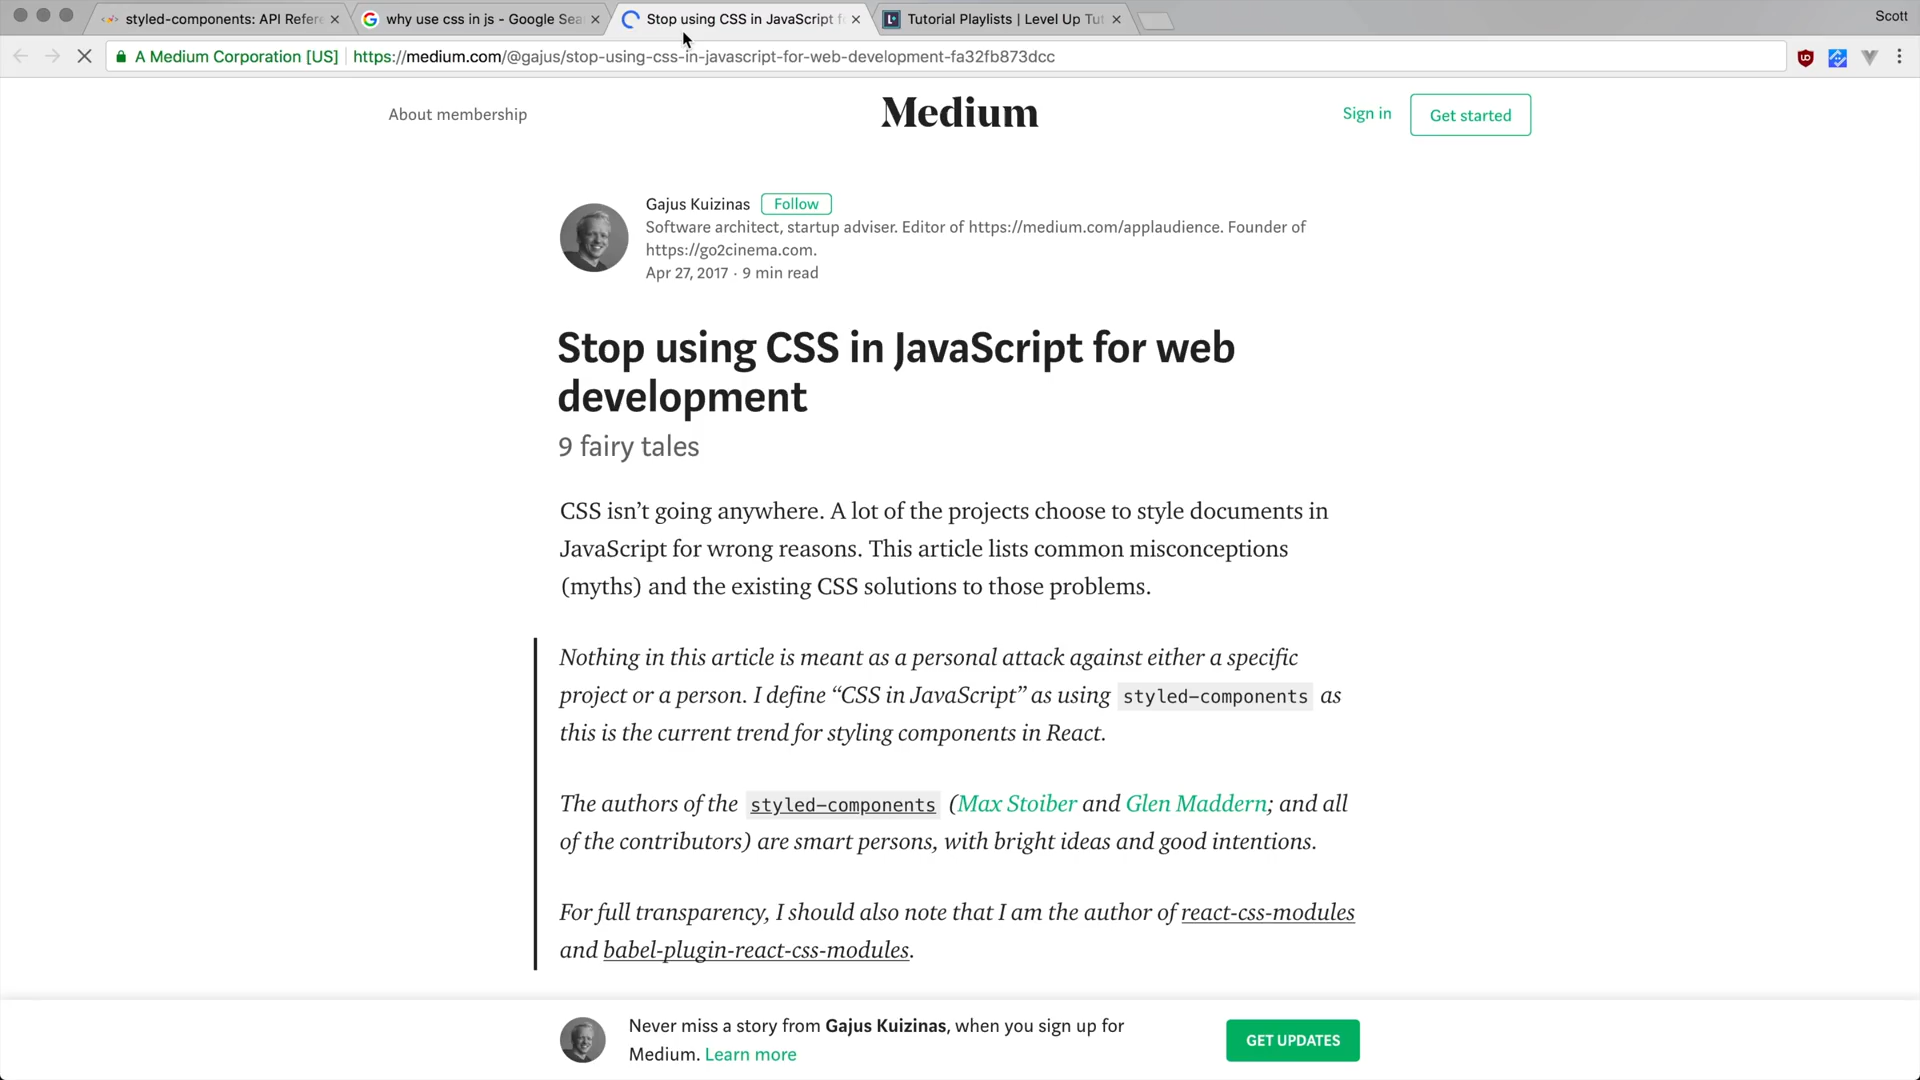 styled-components: API Refer
why use css in js - Google Sea
Stop using CSS in JavaScript f
Tutorial Playlists | Level Up Tut
Scott
A Medium Corporation [US]
https://medium.com/@gajus/stop-using-css-in-javascript-for-web-development-fa32fb873dcc
About membership
Medium
Sign in
Get started
Gajus Kuizinas
Follow
Software architect, startup adviser. Editor of https://medium.com/applaudience. Founder of
https://go2cinema.com.
Apr 27, 2017 · 9 min read
Stop using CSS in JavaScript for web
development
9 fairy tales
CSS isn’t going anywhere. A lot of the projects choose to style documents in
JavaScript for wrong reasons. This article lists common misconceptions
(myths) and the existing CSS solutions to those problems.
Nothing in this article is meant as a personal attack against either a specific
project or a person. I define “CSS in JavaScript” as using styled-components as
this is the current trend for styling components in React.
The authors of the styled-components (Max Stoiber and Glen Maddern; and all
of the contributors) are smart persons, with bright ideas and good intentions.
For full transparency, I should also note that I am the author of react-css-modules
and babel-plugin-react-css-modules.
Never miss a story from Gajus Kuizinas, when you sign up for
Medium. Learn more
GET UPDATES